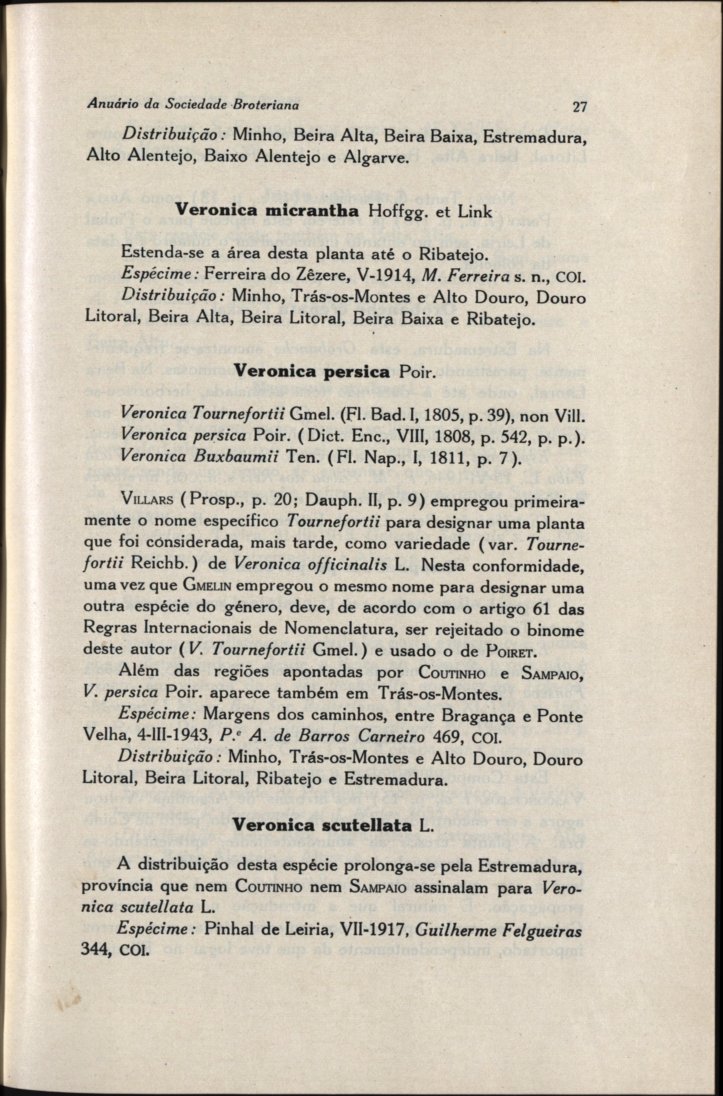 Anuário da Sociedade Broteriana 27
Distribuição: Minho, Beira Alta, Beira Baixa, Estremadura,
Alto Alentejo, Baixo Alentejo e Algarve.
Veronica micrantha Hoffgg. et Link
Estenda-se a área desta planta até o Ribatejo.
Espécime: Ferreira do Zêzere, V-1914, M. Ferreira s. n., COI.
Distribuição: Minho, Trás-os-Montes e Alto Douro, Douro
Litoral, Beira Alta, Beira Litoral, Beira Baixa e Ribatejo.
Veronica persica Poir.
Veronica Tournefortii Gmel. (Fl. Bad. I, 1805, p. 39), non Vill.
Veronica persica Poir. (Dict. Enc., VIII, 1808, p. 542, p. p.).
Veronica Buxbaumii Ten. (Fl. Nap., I, 1811, p. 7).
VILLARS (Prosp., p. 20; Dauph. II, p. 9) empregou primeira-
mente o nome específico Tournefortii para designar uma planta
que foi considerada, mais tarde, como variedade (var. Tourne-
fortii Reichb.) de Veronica officinalis L. Nesta conformidade,
uma vez que GMELIN empregou o mesmo nome para designar uma
outra espécie do género, deve, de acordo com o artigo 61 das
Regras Internacionais de Nomenclatura, ser rejeitado o binome
deste autor (V. Tournefortii Gmel.) e usado o de POIRET.
Além das regiões apontadas por COUTINHO e SAMPAIO,
V. persica Poir. aparece também em Trás-os-Montes.
Espécime: Margens dos caminhos, entre Bragança e Ponte
Velha, 4-III-1943, P.e A. de Barros Carneiro 469, COI.
Distribuição: Minho, Trás-os-Montes e Alto Douro, Douro
Litoral, Beira Litoral, Ribatejo e Estremadura.
Veronica scutellata L.
A distribuição desta espécie prolonga-se pela Estremadura,
província que nem COUTINHO nem SAMPAIO assinalam para Vero-
nica scutellata L.
Espécime: Pinhal de Leiria, VII-1917, Guilherme Felgueiras
344, COI.